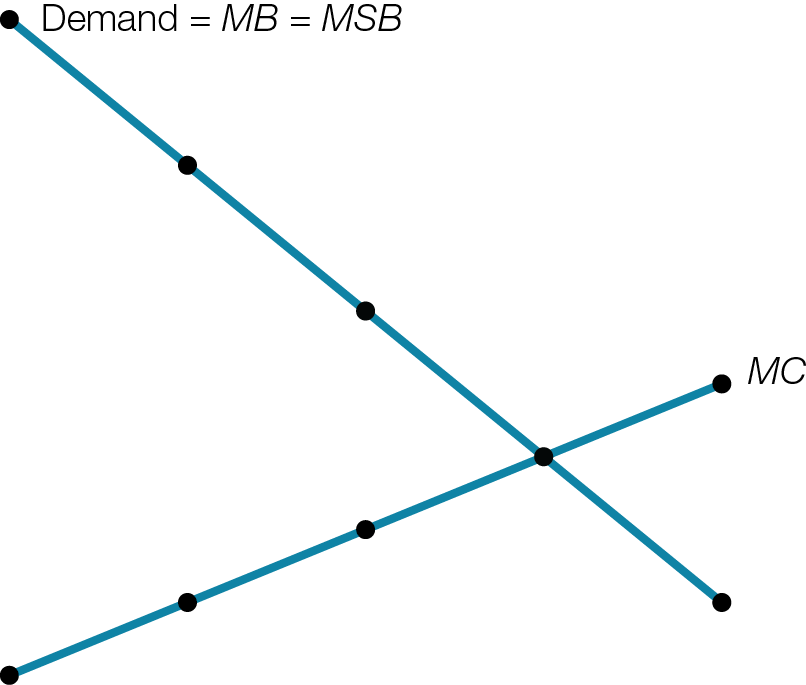 Demand = MB = MSB
MC